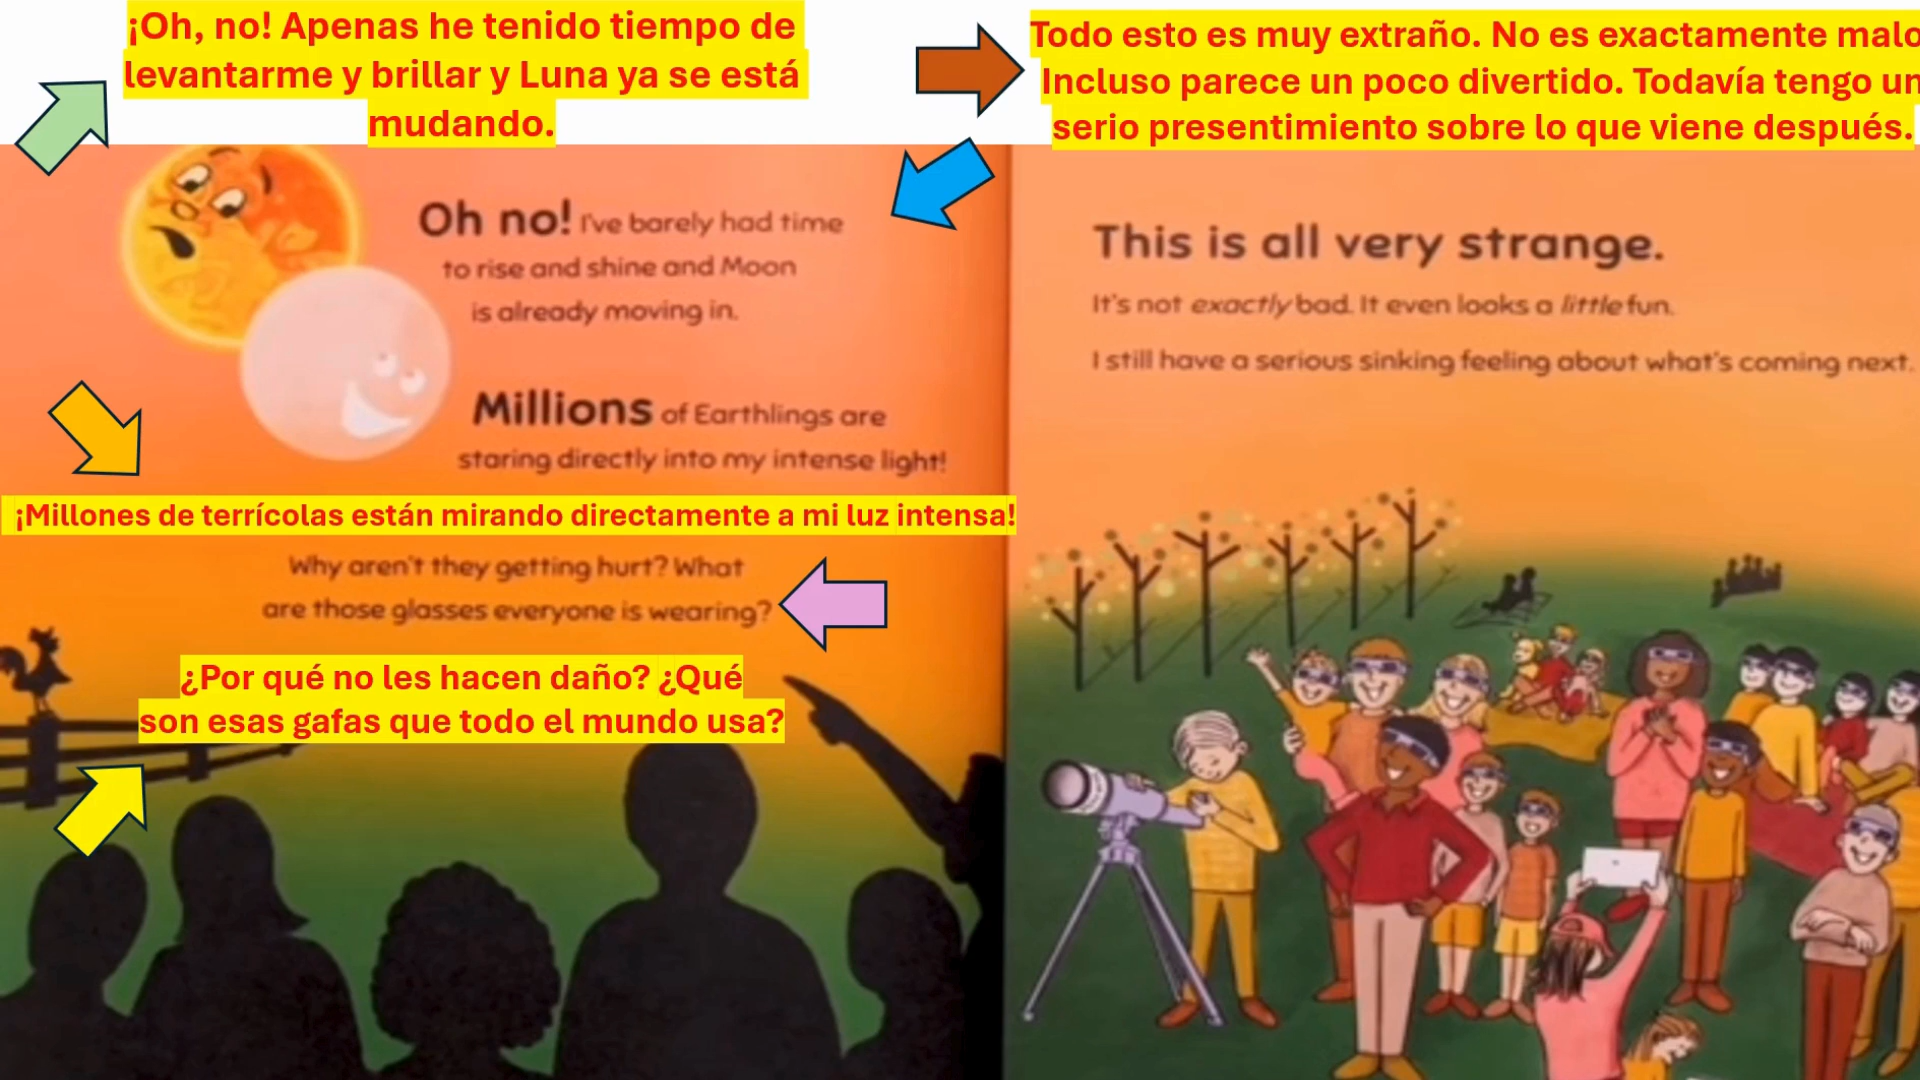 ¡Oh, no! Apenas he tenido tiempo de
levantarme y brillar y Luna ya se está
mudando.
Todo esto es muy extraño. No es exactamente malo
Incluso parece un poco divertido. Todavía tengo un
serio presentimiento sobre lo que viene después.
Oh no! I've barely had time
to rise and shine and Moon
is already moving in.
Millions of Earthlings are
staring directly into my intense light!
¡Millones de terrícolas están mirando directamente a mi luz intensa!
Why aren't they getting hurt? What
are those glasses everyone is wearing?
¿Por qué no les hacen daño? ¿Qué
son esas gafas que todo el mundo usa?
This is all very strange.
It's not exactly bad. It even looks a little fun.
I still have a serious sinking feeling about what's coming next.